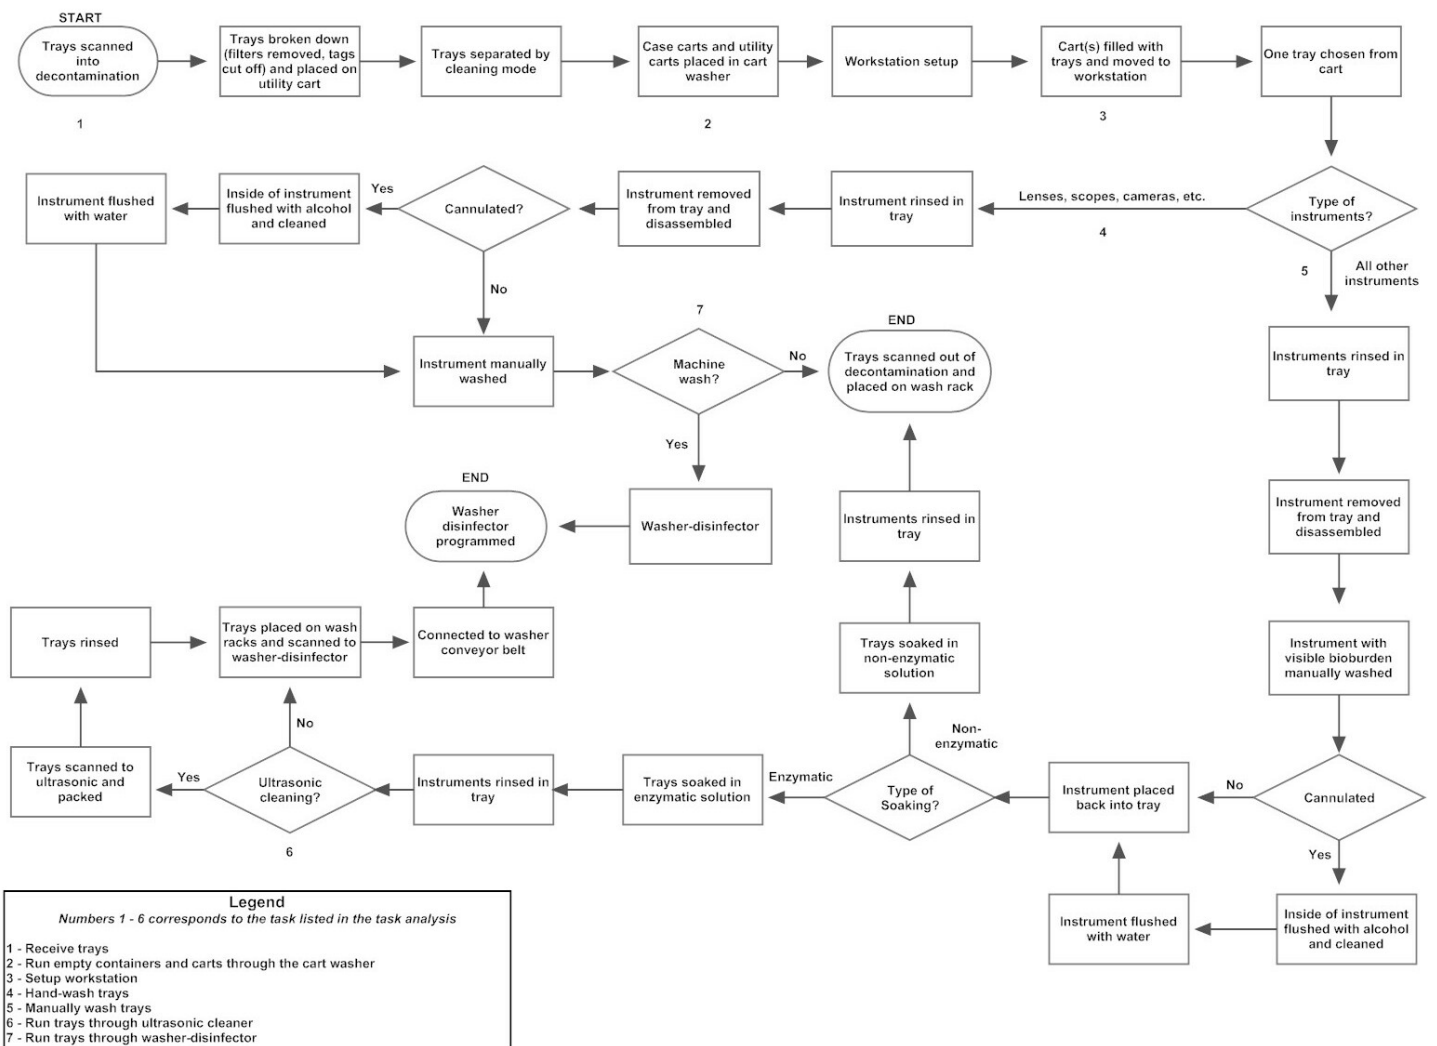 START
Trays scanned
into
decontamination
Trays broken down
(filters removed, tags
cut off) and placed on
utility cart
Trays separated by
cleaning mode
Case carts and utility
carts placed in cart
washer
Workstation setup
Cart(s) filled with
trays and moved to
workstation
One tray chosen from
cart
1
2
3
Instrument flushed
with water
Inside of instrument
flushed with alcohol
and cleaned
Yes
Cannulated?
Instrument removed
from tray and
disassembled
Instrument rinsed in
tray
Lenses, scopes, cameras, etc.
4
Type of
instruments?
5
All other
instruments
No
7
Instrument manually
washed
Machine
wash?
No
END
Trays scanned out of
decontamination and
placed on wash rack
Instruments rinsed in
tray
Yes
END
Washer
disinfector
programmed
Washer-disinfector
Instruments rinsed in
tray
Instrument removed
from tray and
disassembled
Trays rinsed
Trays placed on wash
racks and scanned to
washer-disinfector
Connected to washer
conveyor belt
Trays soaked in
non-enzymatic
solution
Instrument with
visible bioburden
manually washed
No
Non-
enzymatic
Trays scanned to
ultrasonic and
packed
Yes
Ultrasonic
cleaning?
6
Instruments rinsed in
tray
Trays soaked in
enzymatic solution
Enzymatic
Type of
Soaking?
Instrument placed
back into tray
No
Cannulated
Yes
Instrument flushed
with water
Inside of instrument
flushed with alcohol
and cleaned
Legend
Numbers 1 - 6 corresponds to the task listed in the task analysis
1 - Receive trays
2 - Run empty containers and carts through the cart washer
3 - Setup workstation
4 - Hand-wash trays
5 - Manually wash trays
6 - Run trays through ultrasonic cleaner
7 - Run trays through washer-disinfector